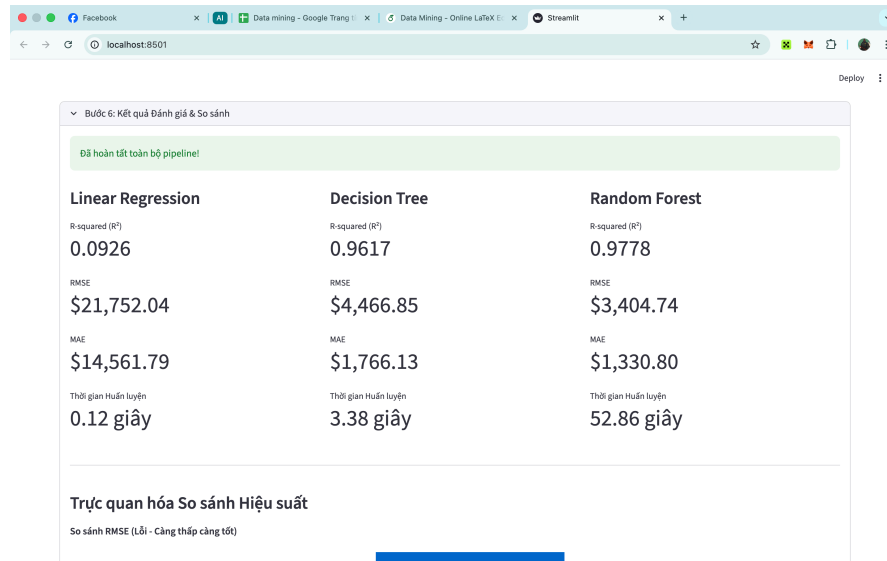 Facebook
AI
Data mining - Google Trang t
Data Mining - Online LaTeX E
Streamlit
localhost:8501
Deploy
Bước 6: Kết quả Đánh giá & So sánh
Đã hoàn tất toàn bộ pipeline!
Linear Regression
R-squared (R²)
0.0926
RMSE
$21,752.04
MAE
$14,561.79
Thời gian Huấn luyện
0.12 giây
Decision Tree
R-squared (R²)
0.9617
RMSE
$4,466.85
MAE
$1,766.13
Thời gian Huấn luyện
3.38 giây
Random Forest
R-squared (R²)
0.9778
RMSE
$3,404.74
MAE
$1,330.80
Thời gian Huấn luyện
52.86 giây
Trực quan hóa So sánh Hiệu suất
So sánh RMSE (Lỗi - Càng thấp càng tốt)